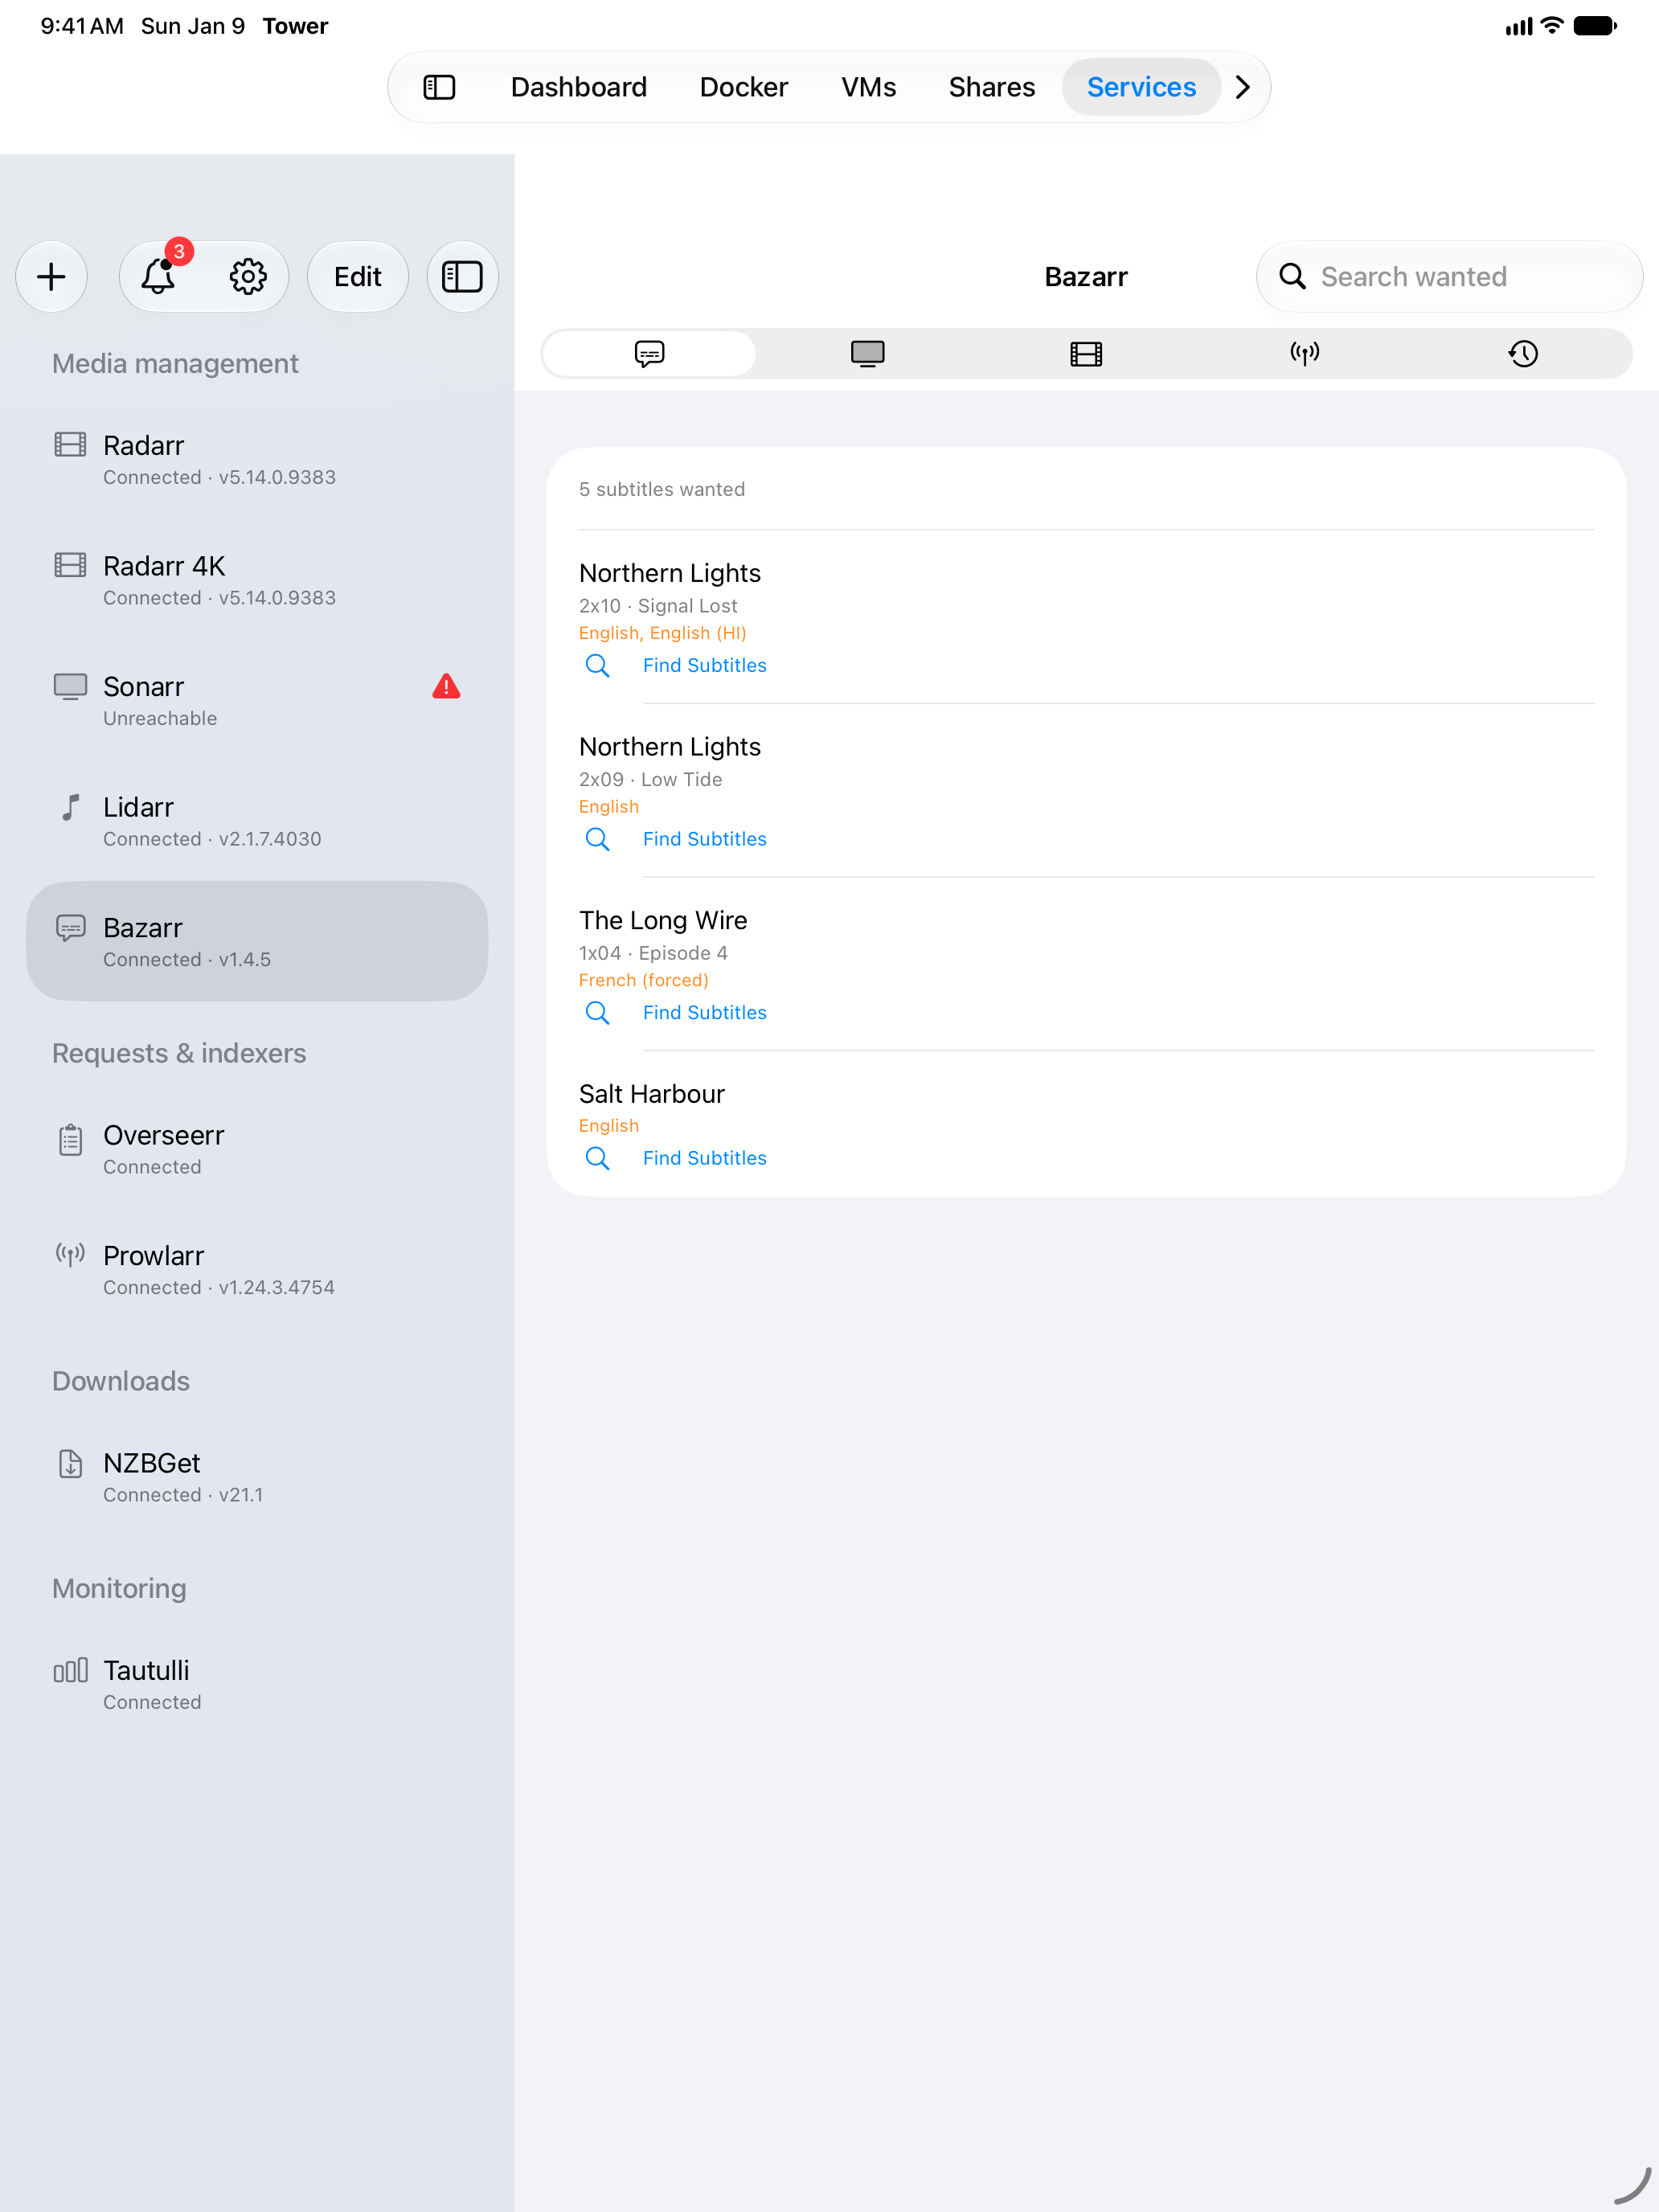 9:41 AM Sun Jan 9 Tower
Dashboard Docker VMs Shares Services
3
Edit
Media management
Radarr
Connected · v5.14.0.9383
Radarr 4K
Connected · v5.14.0.9383
Sonarr
Unreachable
Lidarr
Connected · v2.1.7.4030
Bazarr
Connected · v1.4.5
Requests & indexers
Overseerr
Connected
Prowlarr
Connected · v1.24.3.4754
Downloads
NZBGet
Connected · v21.1
Monitoring
Tautulli
Connected
Bazarr
Search wanted
5 subtitles wanted
Northern Lights
2x10 · Signal Lost
English, English (HI)
Find Subtitles
Northern Lights
2x09 · Low Tide
English
Find Subtitles
The Long Wire
1x04 · Episode 4
French (forced)
Find Subtitles
Salt Harbour
English
Find Subtitles